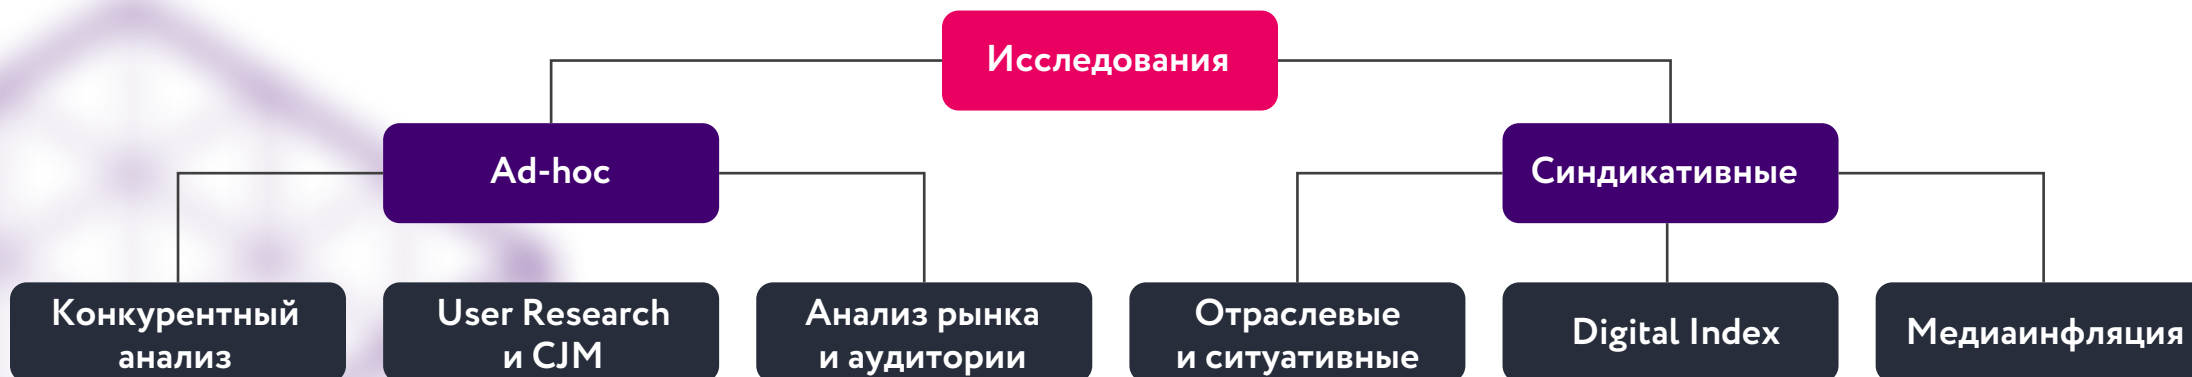 Исследования
Ad-hoc
Синдикативные
Конкурентный
анализ
User Research
и CJM
Анализ рынка
и аудитории
Отраслевые
и ситуативные
Digital Index
Медиаинфляция